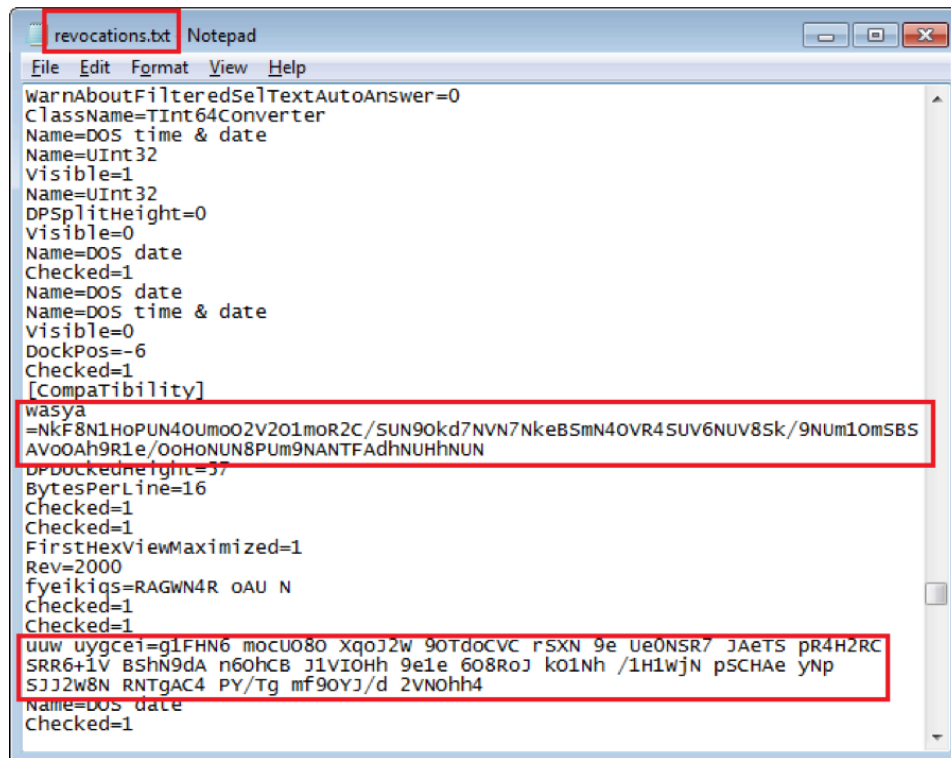 revocations.txt Notepad
File Edit Format View Help
WarnAboutFilteredSelTextAutoAnswer=0
ClassName=TInt64Converter
Name=DOS time & date
Name=UInt32
Visible=1
Name=UInt32
DPSplitHeight=0
Visible=0
Name=DOS date
Checked=1
Name=DOS date
Name=DOS time & date
Visible=0
DockPos=-6
Checked=1
[CompaTibility]
wasya
=NkF8N1HoPUN4OUmoO2V2O1moR2C/SUN9Okd7NVN7NkeBSmN4OVR4SUV6NUV8Sk/9NUm1OmSBS
AVoOAh9R1e/OoHoNUN8PUm9NANTFAdhNUHhNUN
DPDockedHeight=57
BytesPerLine=16
Checked=1
Checked=1
FirstHexViewMaximized=1
Rev=2000
fyeikiqs=RAGWN4R oAU N
Checked=1
Checked=1
uuw uygcei=g1FHN6 mocUO8O XqoJ2W 9OTdoCVC rSXN 9e UeONSR7 JAeTS pR4H2RC
SRR6+1V BShN9dA n6OhCB J1VIOHh 9e1e 6O8RoJ kO1Nh /1H1WjN pSCHAe yNp
SJJ2W8N RNTgAC4 PY/Tg mf9OYJ/d 2VNOhh4
Name=DOS date
Checked=1